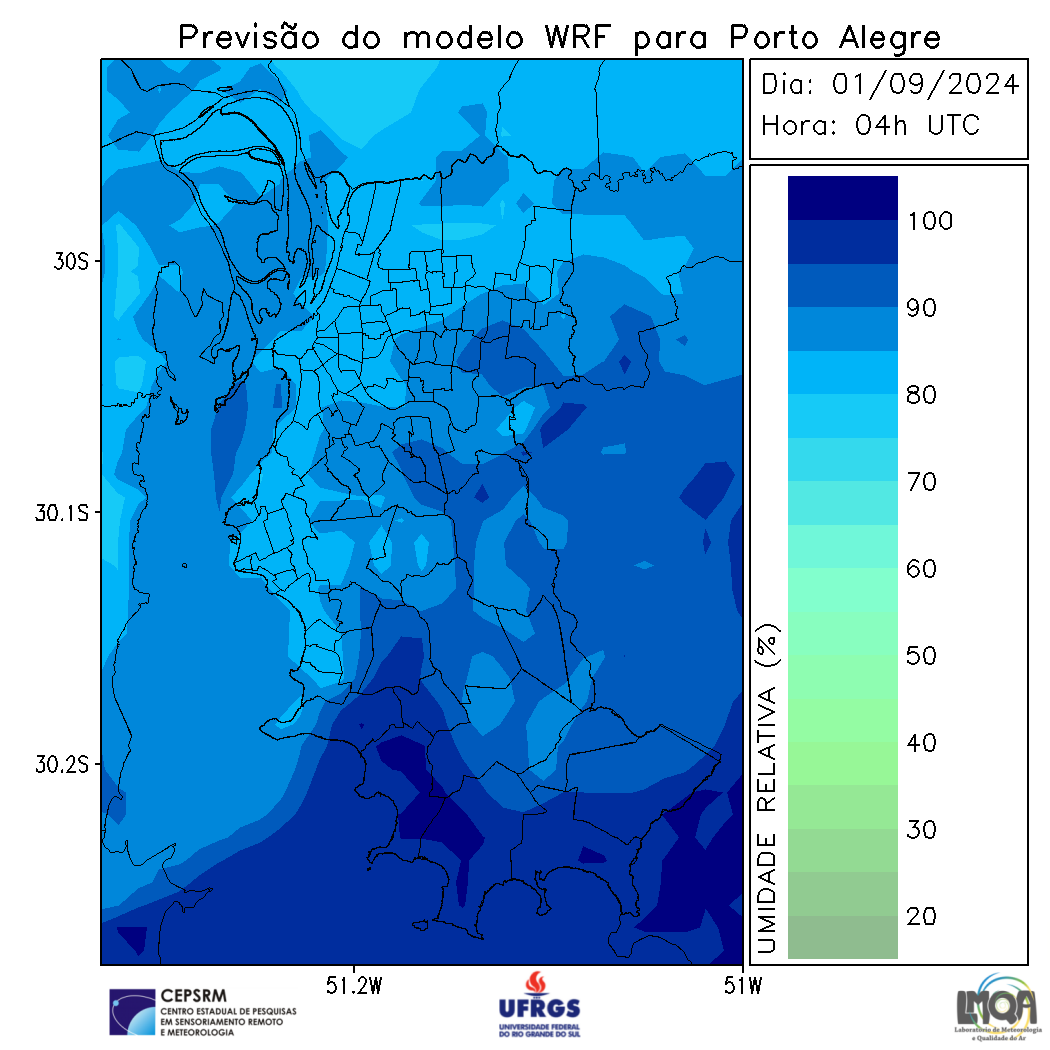 Previsão do modelo WRF para Porto Alegre
Dia: 01/09/2024
Hora: 04h UTC
30S
30.1S
30.2S
51.2W
51W
100
90
80
70
60
50
40
30
20
UMIDADE RELATIVA (%)
CEPSRM
CENTRO ESTADUAL DE PESQUISAS
EM SENSORIAMENTO REMOTO
E METEOROLOGIA
UFRGS
UNIVERSIDADE FEDERAL
DO RIO GRANDE DO SUL
LMQA
Laboratório de Meteorologia
e Qualidade do Ar